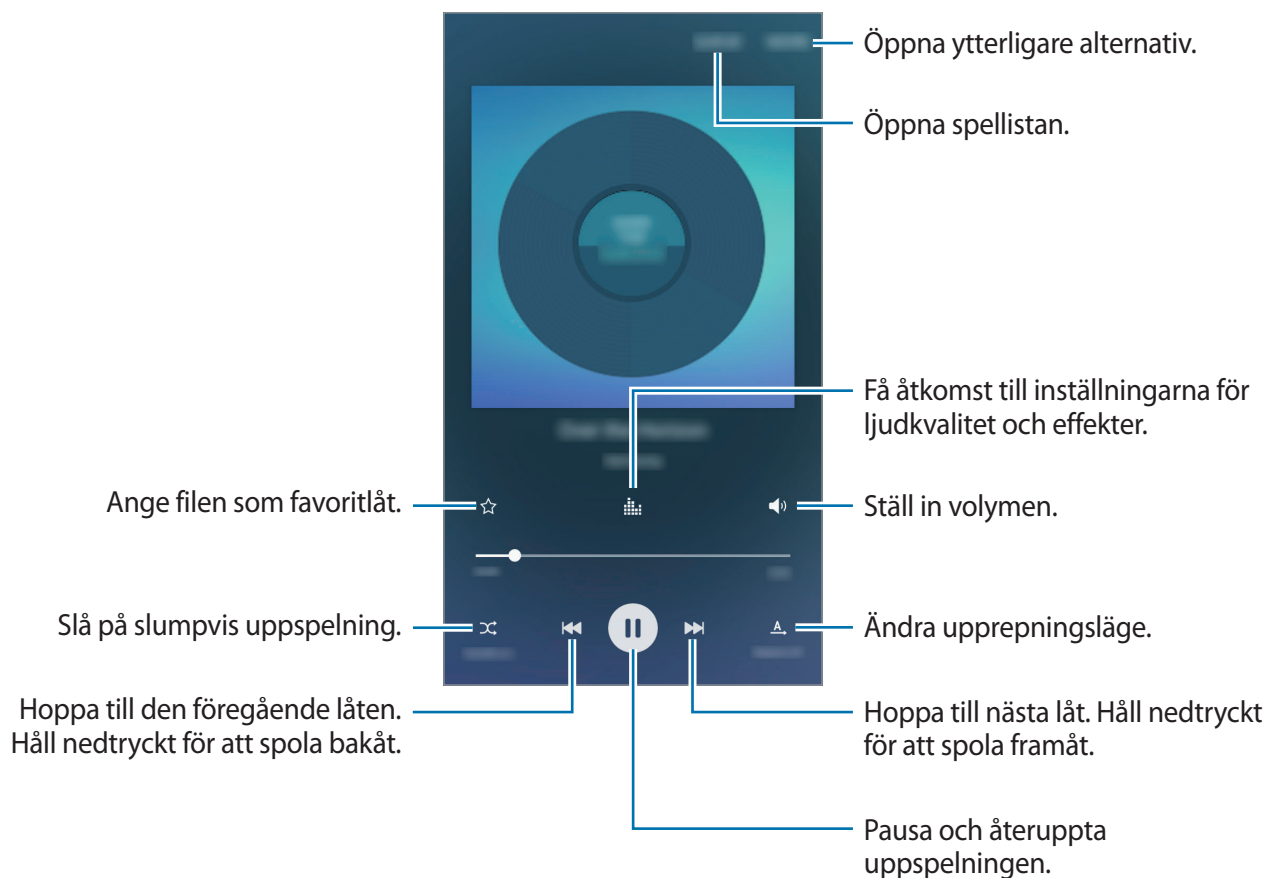 Öppna ytterligare alternativ.
Öppna spellistan.
Få åtkomst till inställningarna för
ljudkvalitet och effekter.
Ange filen som favoritlåt.
Ställ in volymen.
Slå på slumpvis uppspelning.
Ändra upprepningsläge.
Hoppa till den föregående låten.
Håll nedtryckt för att spola bakåt.
Hoppa till nästa låt. Håll nedtryckt
för att spola framåt.
Pausa och återuppta
uppspelningen.